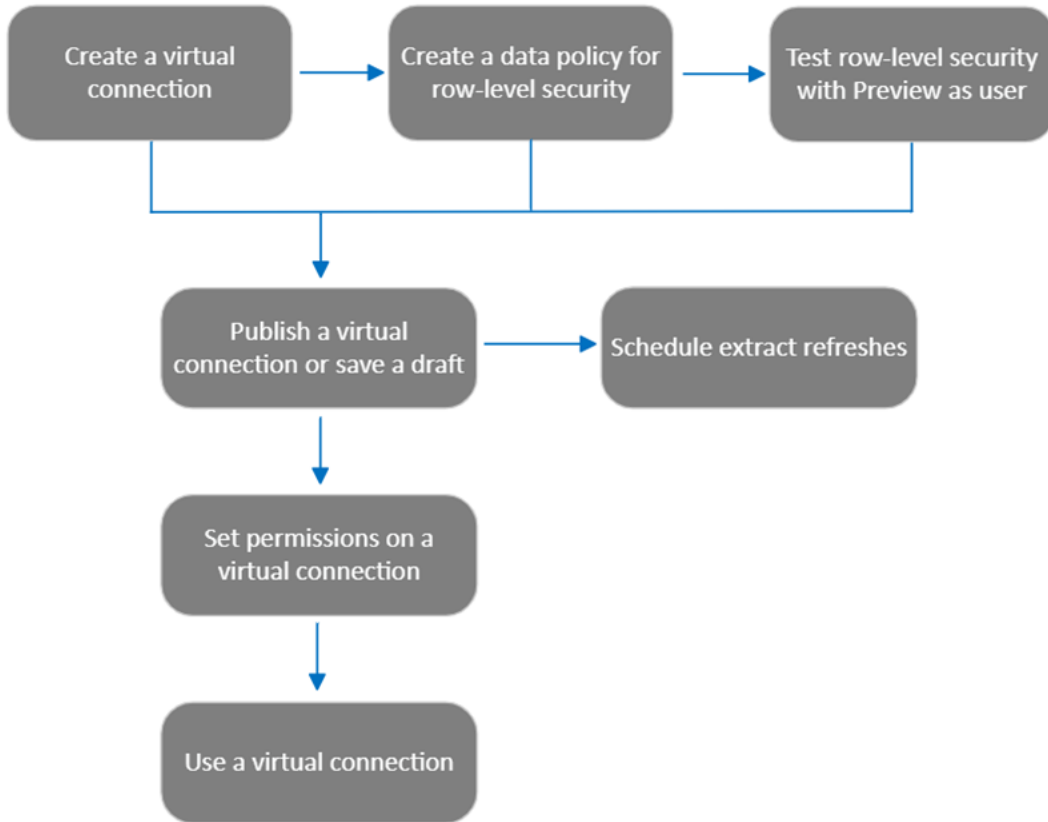 Create a virtual
connection
Create a data policy for
row-level security
Test row-level security
with Preview as user
Publish a virtual
connection or save a draft
Schedule extract refreshes
Set permissions on a
virtual connection
Use a virtual connection